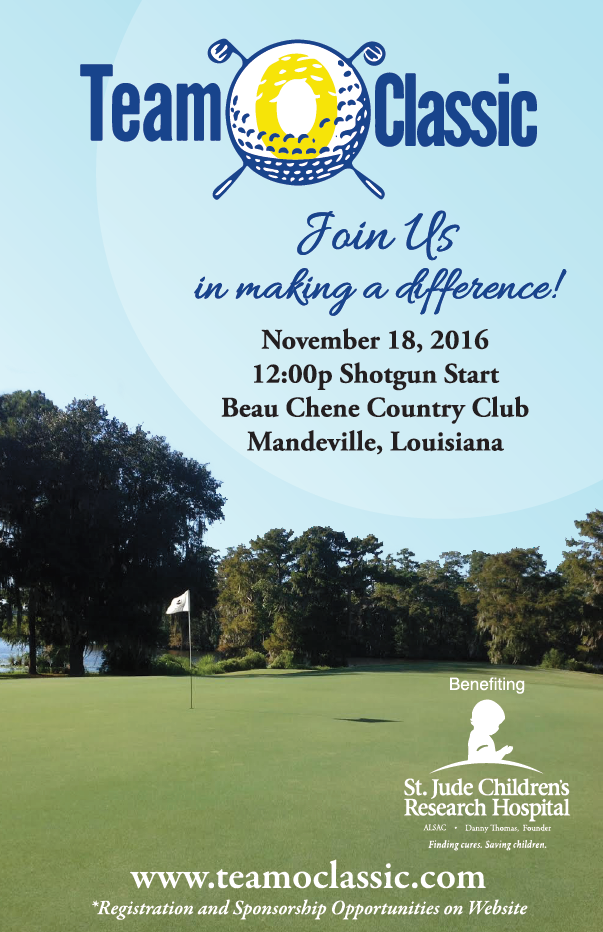 Team O Classic
Join Us
in making a difference!
November 18, 2016
12:00p Shotgun Start
Beau Chene Country Club
Mandeville, Louisiana
Benefiting
St. Jude Children's
Research Hospital
ALSAC • Danny Thomas, Founder
Finding cures. Saving children.
www.teamoclassic.com
*Registration and Sponsorship Opportunities on Website